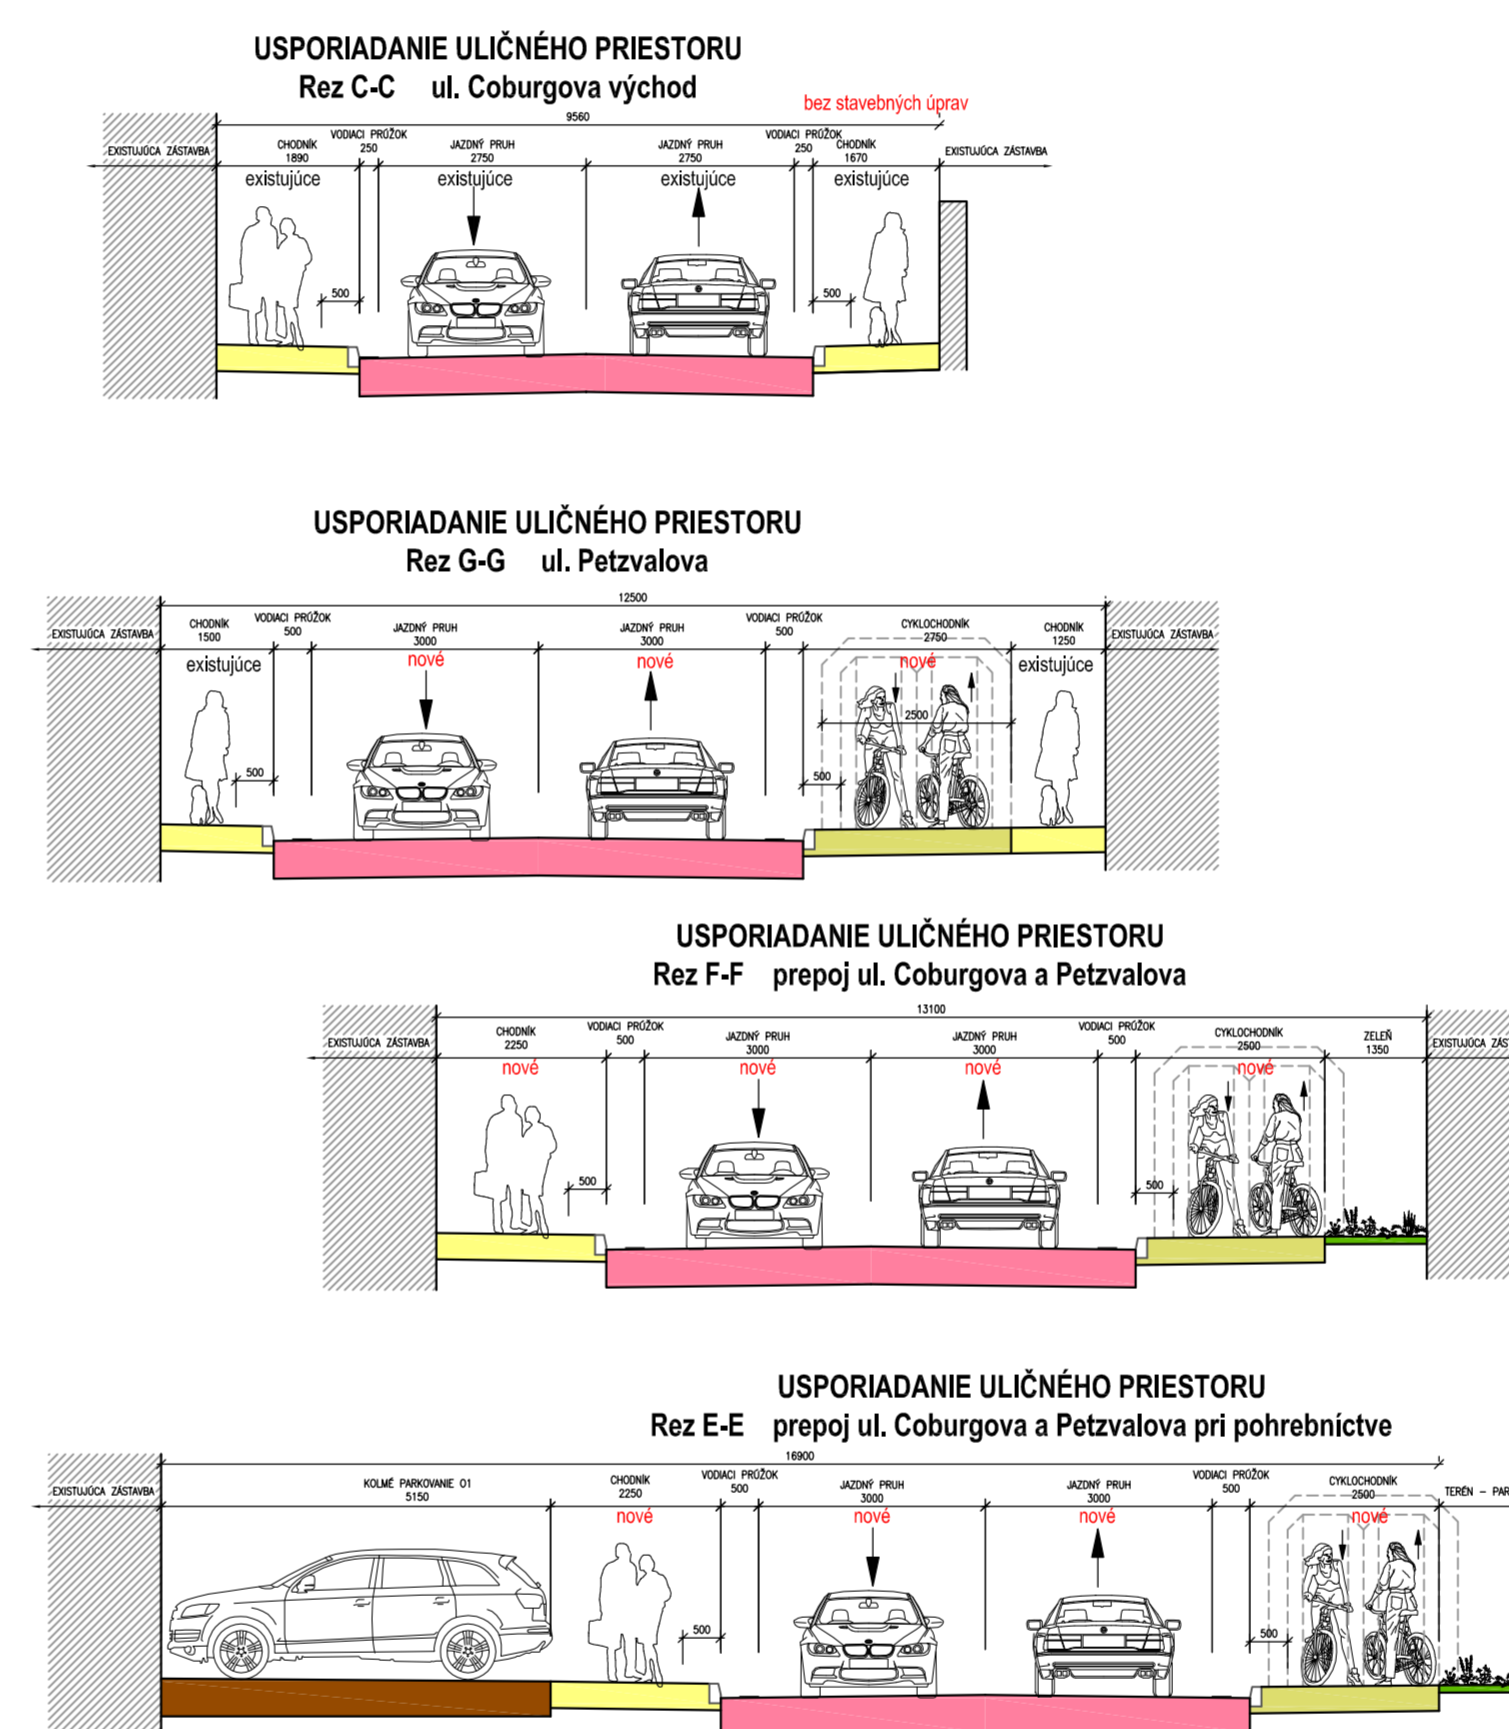 USPORIADANIE ULIČNÉHO PRIESTORU
Rez C-C ul. Coburgova východ
bez stavebných úprav
9560
EXISTUJÚCA ZÁSTAVBA
CHODNÍK
1890
existujúce
VODIACI PRÚŽOK
250
JAZDNÝ PRUH
2750
existujúce
JAZDNÝ PRUH
2750
existujúce
VODIACI PRÚŽOK
250
CHODNÍK
1670
existujúce
EXISTUJÚCA ZÁSTAVBA
500
500
USPORIADANIE ULIČNÉHO PRIESTORU
Rez G-G ul. Petzvalova
12500
EXISTUJÚCA ZÁSTAVBA
CHODNÍK
1500
existujúce
VODIACI PRÚŽOK
500
JAZDNÝ PRUH
3000
nové
JAZDNÝ PRUH
3000
nové
VODIACI PRÚŽOK
500
CYKLOCHODNÍK
2750
nové
CHODNÍK
1250
existujúce
EXISTUJÚCA ZÁSTAVBA
2500
500
500
USPORIADANIE ULIČNÉHO PRIESTORU
Rez F-F prepoj ul. Coburgova a Petzvalova
13100
EXISTUJÚCA ZÁSTAVBA
CHODNÍK
2250
nové
VODIACI PRÚŽOK
500
JAZDNÝ PRUH
3000
nové
JAZDNÝ PRUH
3000
nové
VODIACI PRÚŽOK
500
CYKLOCHODNÍK
2500
nové
ZELEŇ
1350
EXISTUJÚCA ZÁS
500
500
USPORIADANIE ULIČNÉHO PRIESTORU
Rez E-E prepoj ul. Coburgova a Petzvalova pri pohrebníctve
16900
EXISTUJÚCA ZÁSTAVBA
KOLMÉ PARKOVANIE O1
5150
CHODNÍK
2250
nové
VODIACI PRÚŽOK
500
JAZDNÝ PRUH
3000
nové
JAZDNÝ PRUH
3000
nové
VODIACI PRÚŽOK
500
CYKLOCHODNÍK
2500
nové
TERÉN - PAR
500
500